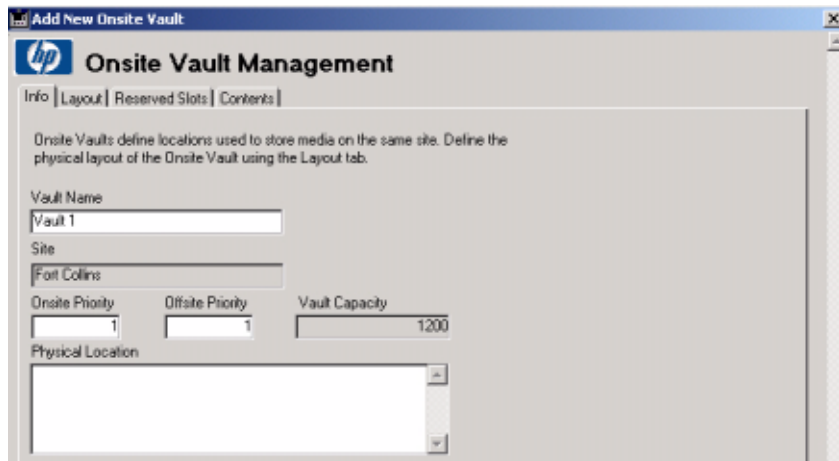 Add New Onsite Vault
hp Onsite Vault Management
Info Layout Reserved Slots Contents
Onsite Vaults define locations used to store media on the same site. Define the
physical layout of the Onsite Vault using the Layout tab.
Vault Name
Vault 1
Site
Fort Collins
Onsite Priority Offsite Priority Vault Capacity
1 1 1200
Physical Location